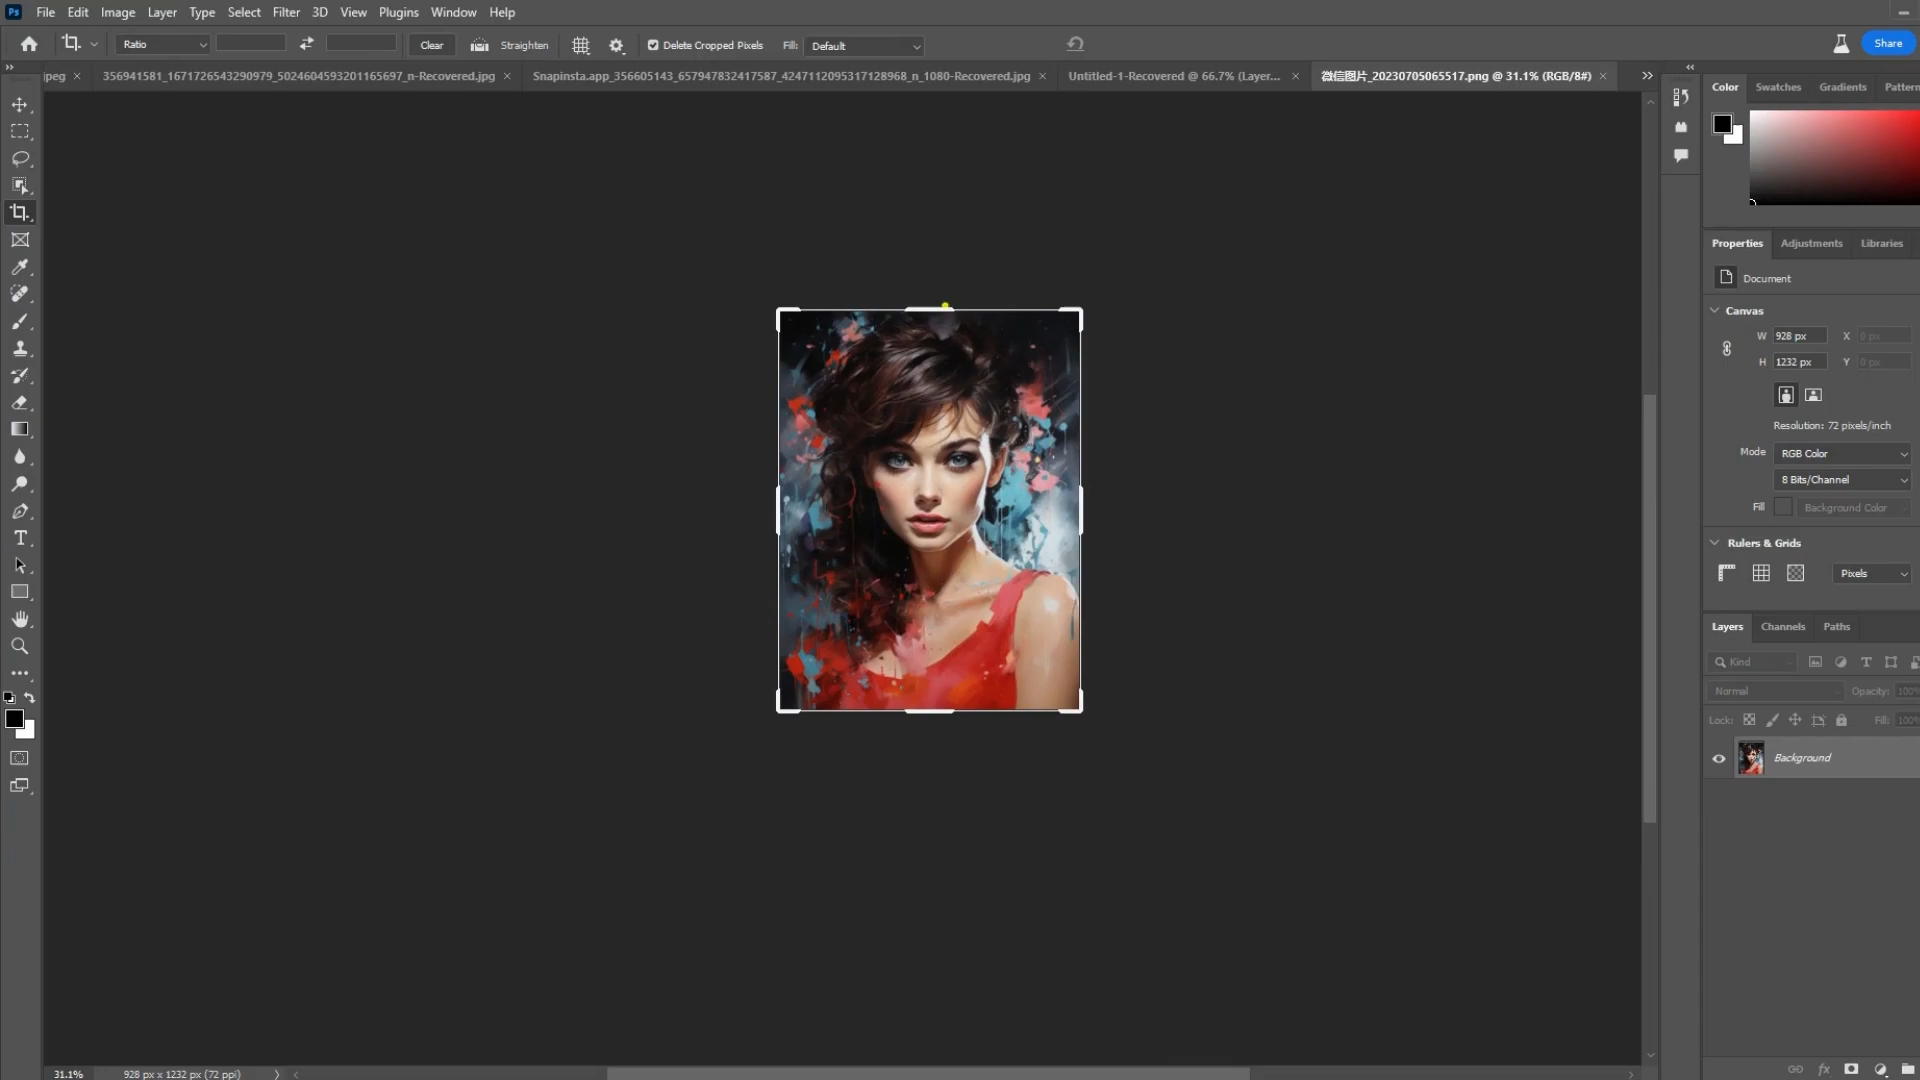 Ps File Edit Image Layer Type Select Filter 3D View Plugins Window Help
Ratio Clear Straighten Delete Cropped Pixels Fill: Default Share
jpeg 356941581_1671726543290979_5024604593201165697_n-Recovered.jpg Snapinsta.app_356605143_657947832417587_4247112095317128968_n_1080-Recovered.jpg Untitled-1-Recovered @ 66.7% (Layer... 微信图片_20230705065517.png @ 31.1% (RGB/8#)
Color Swatches Gradients Pattern
Properties Adjustments Libraries
Document
Canvas
W 928 px X 0 px
H 1232 px Y 0 px
Resolution: 72 pixels/inch
Mode RGB Color
8 Bits/Channel
Fill Background Color
Rulers & Grids
Pixels
Layers Channels Paths
Kind
Normal Opacity: 100%
Lock: Fill: 100%
Background
fx
31.1% 928 px x 1232 px (72 ppi)